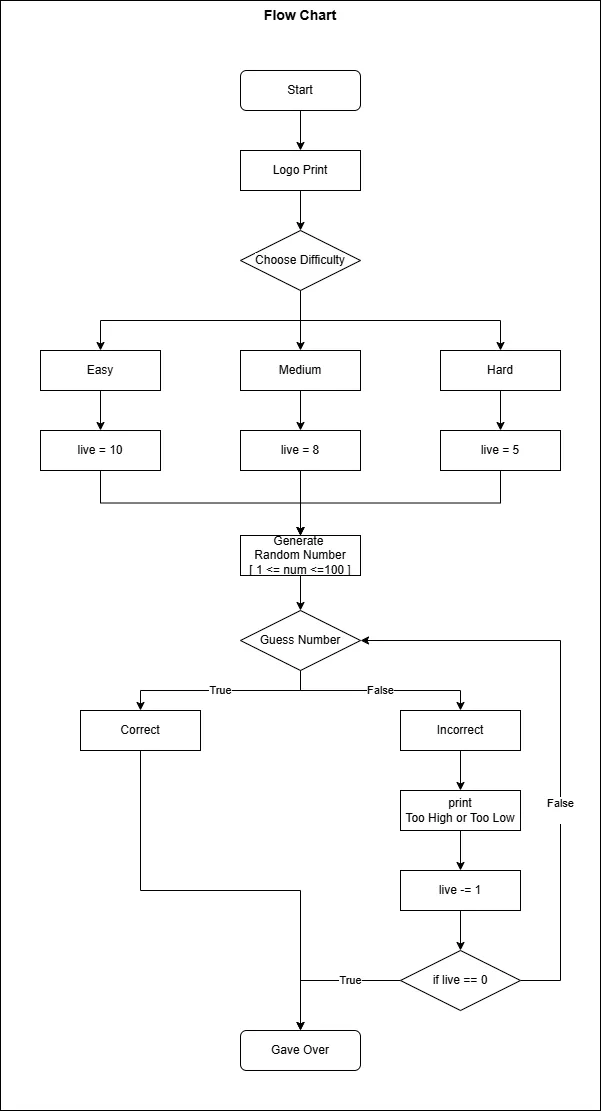 Flow Chart
Start
Logo Print
Choose Difficulty
Easy
Medium
Hard
live = 10
live = 8
live = 5
Generate
Random Number
[ 1 <= num <=100 ]
Guess Number
True
False
Correct
Incorrect
print
Too High or Too Low
False
live -= 1
if live == 0
True
Gave Over